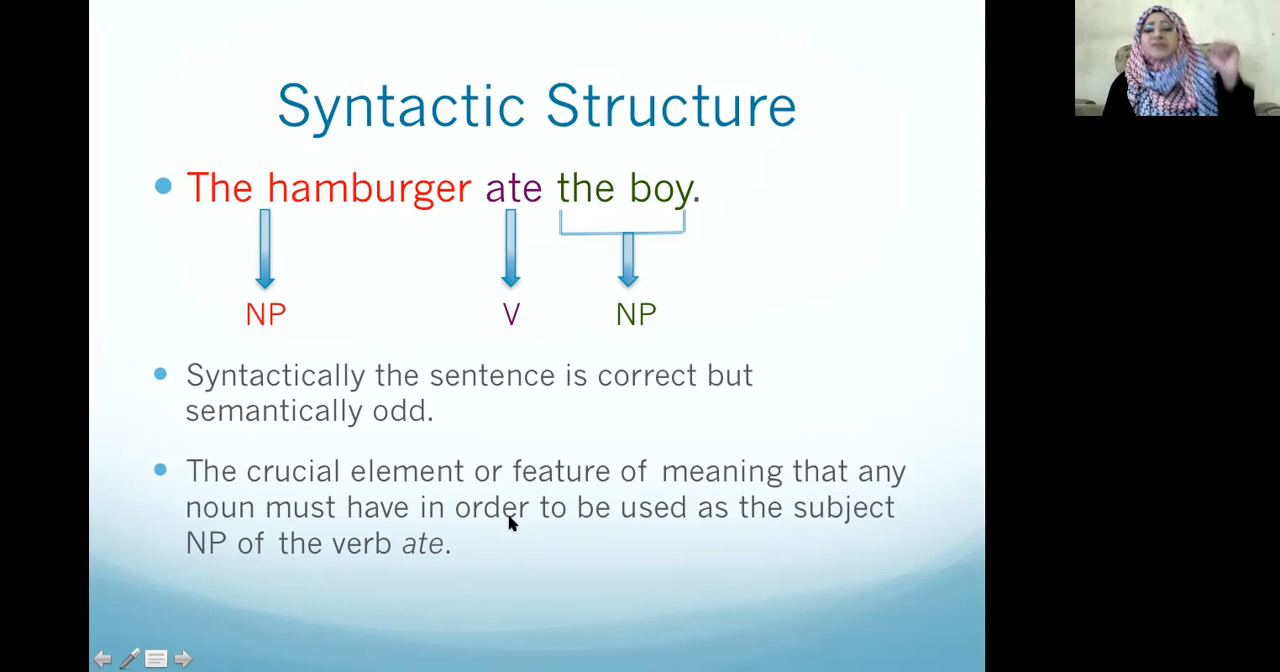 Syntactic Structure
The hamburger ate the boy.
NP V NP
Syntactically the sentence is correct but
semantically odd.
The crucial element or feature of meaning that any
noun must have in order to be used as the subject
NP of the verb ate.